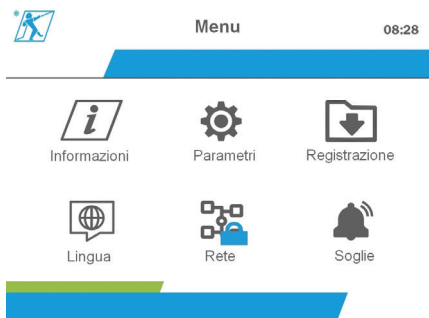 Menu 08:28
Informazioni Parametri Registrazione
Lingua Rete Soglie